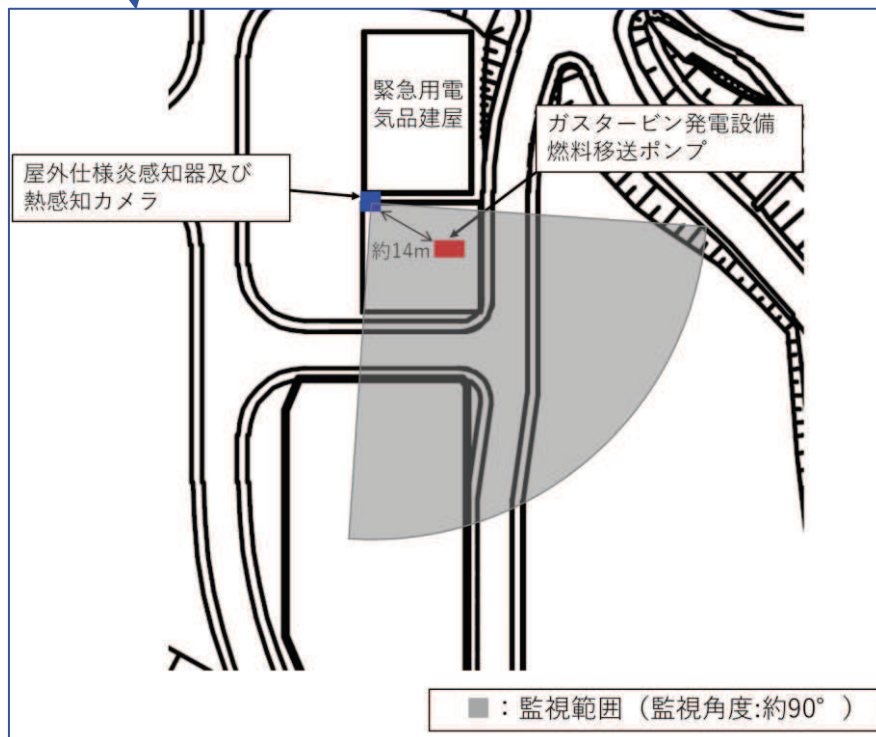 緊急用電
気品建屋
ガスタービン発電設備
燃料移送ポンプ
屋外仕様炎感知器及び
熱感知カメラ
約14m
■：監視範囲（監視角度:約90°）